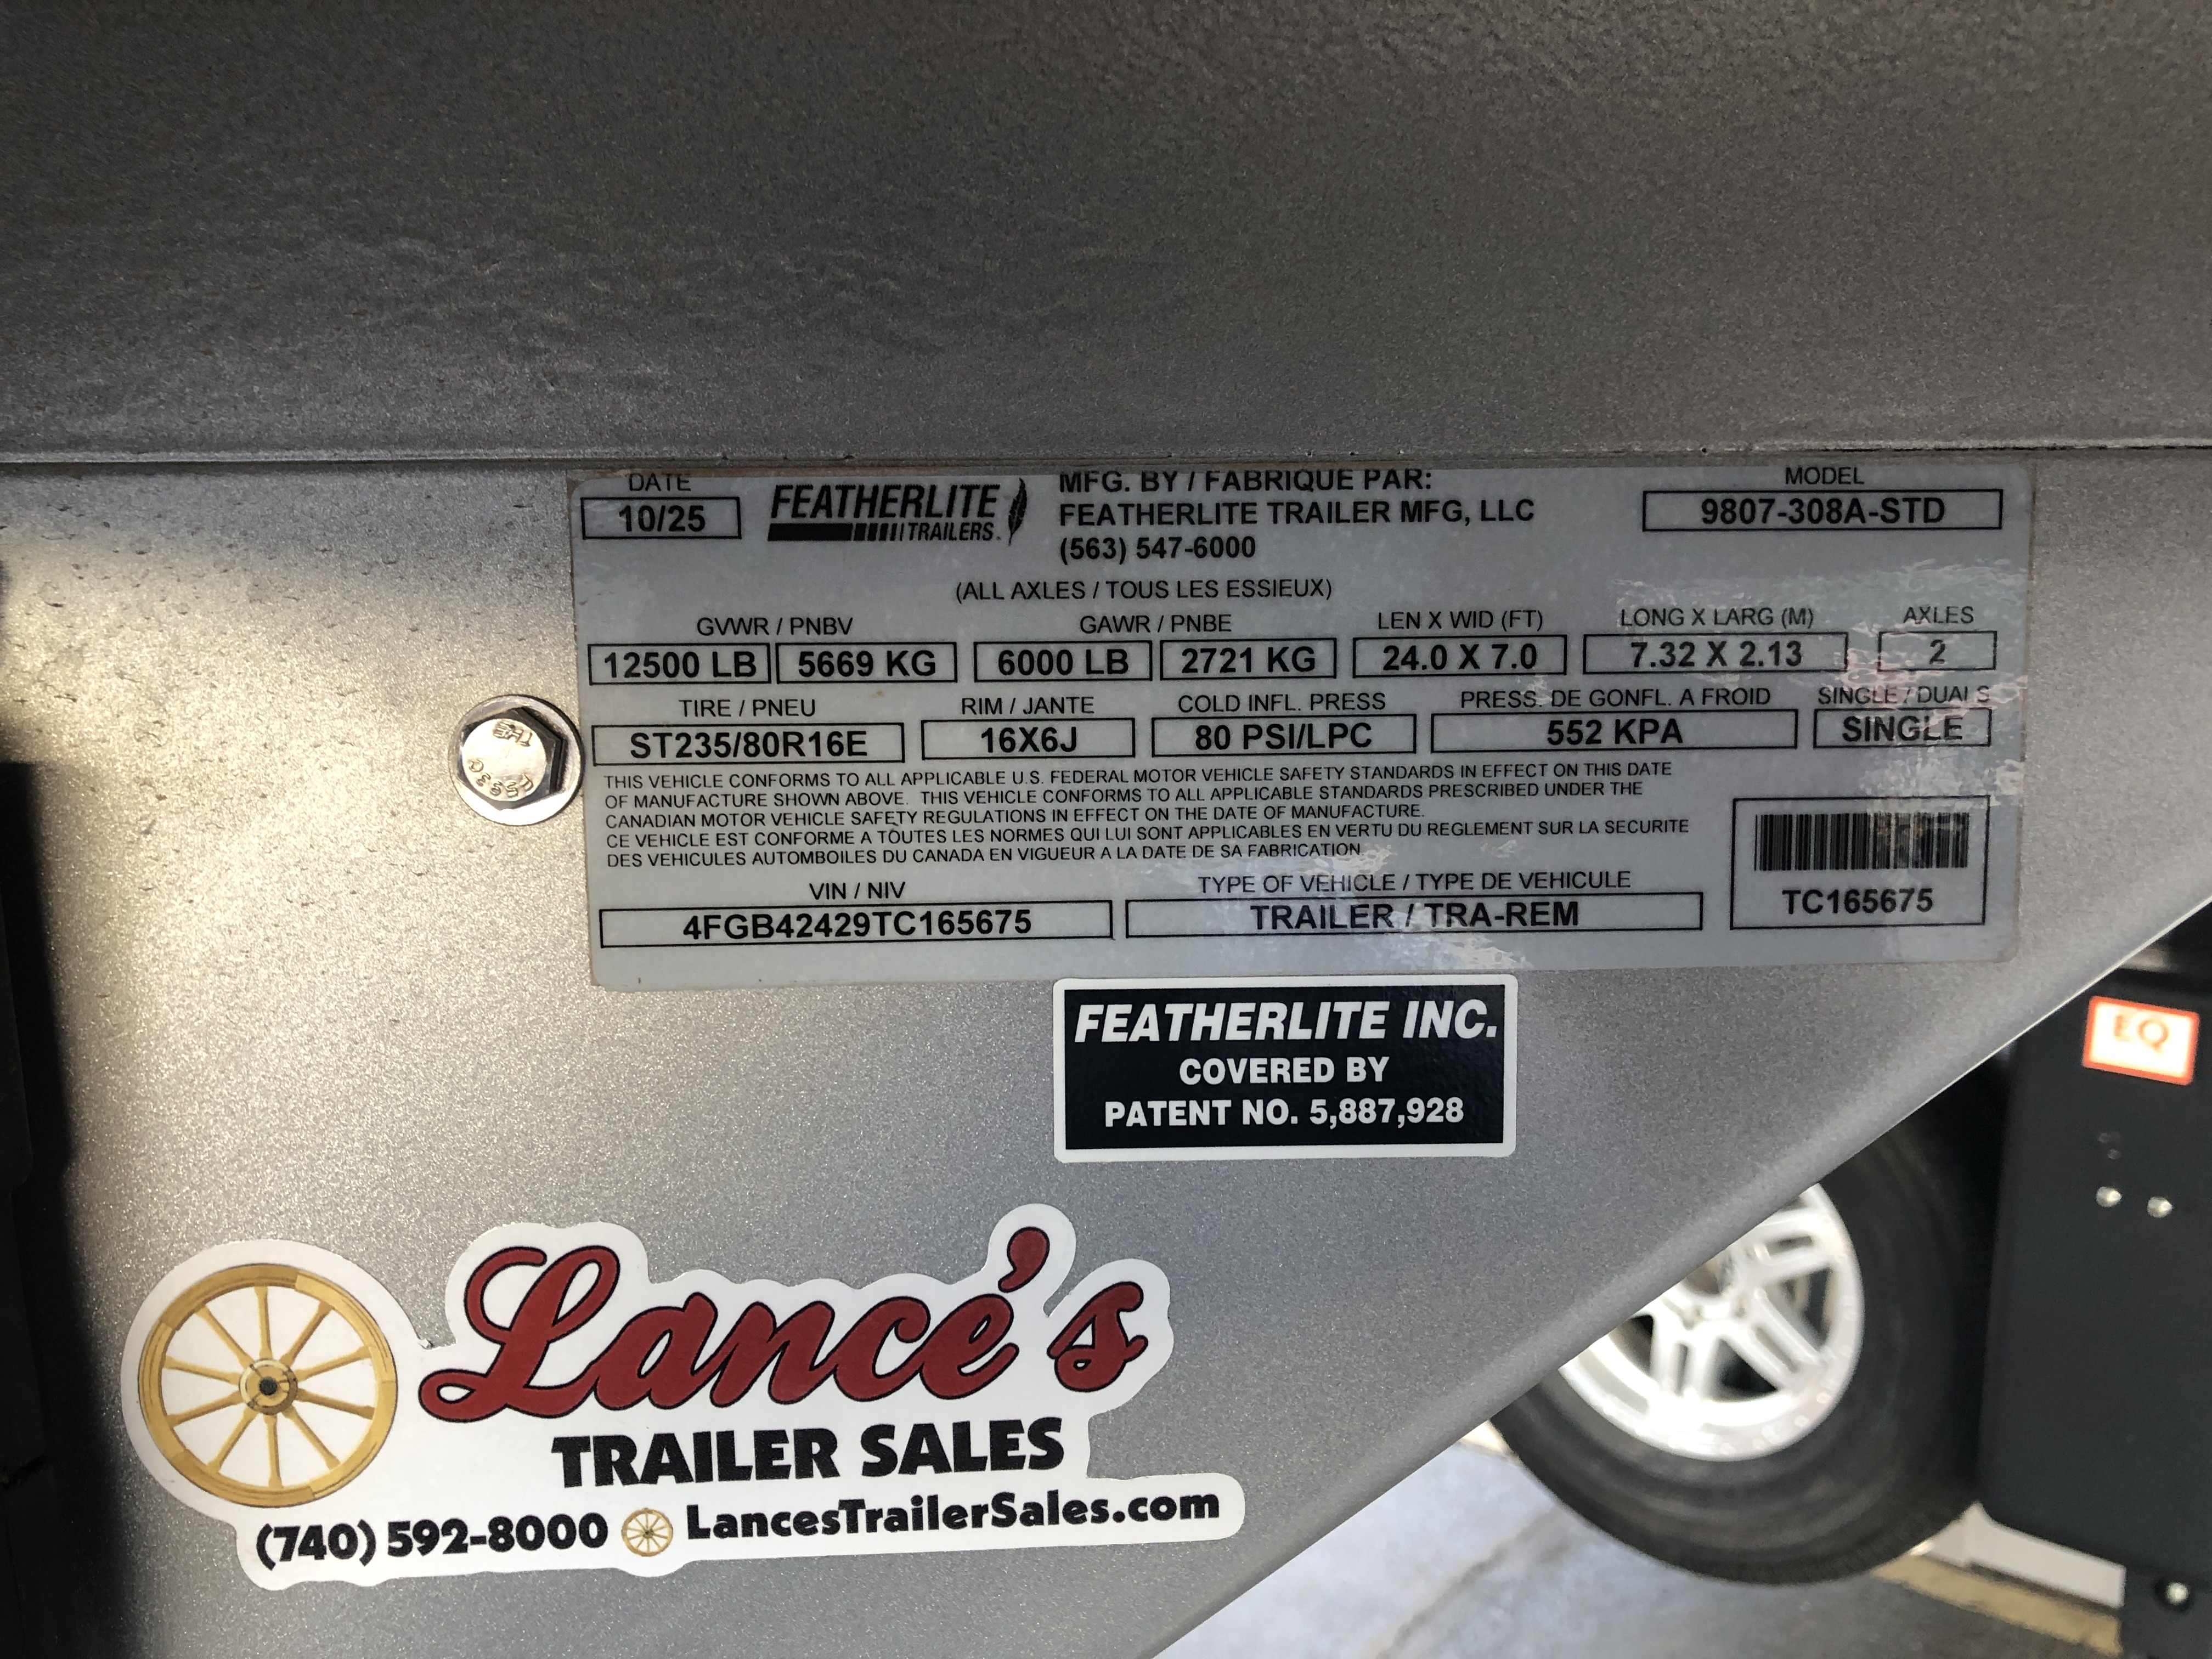 DATE
10/25
FEATHERLITE
TRAILERS.
MFG. BY / FABRIQUE PAR:
FEATHERLITE TRAILER MFG, LLC
(563) 547-6000
MODEL
9807-308A-STD
(ALL AXLES / TOUS LES ESSIEUX)
GVWR / PNBV GAWR / PNBE LEN X WID (FT) LONG X LARG (M) AXLES
12500 LB 5669 KG 6000 LB 2721 KG 24.0 X 7.0 7.32 X 2.13 2
TIRE / PNEU RIM / JANTE COLD INFL. PRESS PRESS. DE GONFL. A FROID SINGLE / DUALS
ST235/80R16E 16X6J 80 PSI/LPC 552 KPA SINGLE
THIS VEHICLE CONFORMS TO ALL APPLICABLE U.S. FEDERAL MOTOR VEHICLE SAFETY STANDARDS IN EFFECT ON THIS DATE
OF MANUFACTURE SHOWN ABOVE. THIS VEHICLE CONFORMS TO ALL APPLICABLE STANDARDS PRESCRIBED UNDER THE
CANADIAN MOTOR VEHICLE SAFETY REGULATIONS IN EFFECT ON THE DATE OF MANUFACTURE.
CE VEHICLE EST CONFORME A TOUTES LES NORMES QUI LUI SONT APPLICABLES EN VERTU DU REGLEMENT SUR LA SECURITE
DES VEHICULES AUTOMBOILES DU CANADA EN VIGUEUR A LA DATE DE SA FABRICATION
VIN / NIV TYPE OF VEHICLE / TYPE DE VEHICULE
4FGB42429TC165675 TRAILER / TRA-REM
TC165675
FEATHERLITE INC.
COVERED BY
PATENT NO. 5,887,928
EQ
Lance's
TRAILER SALES
(740) 592-8000 LancesTrailerSales.com